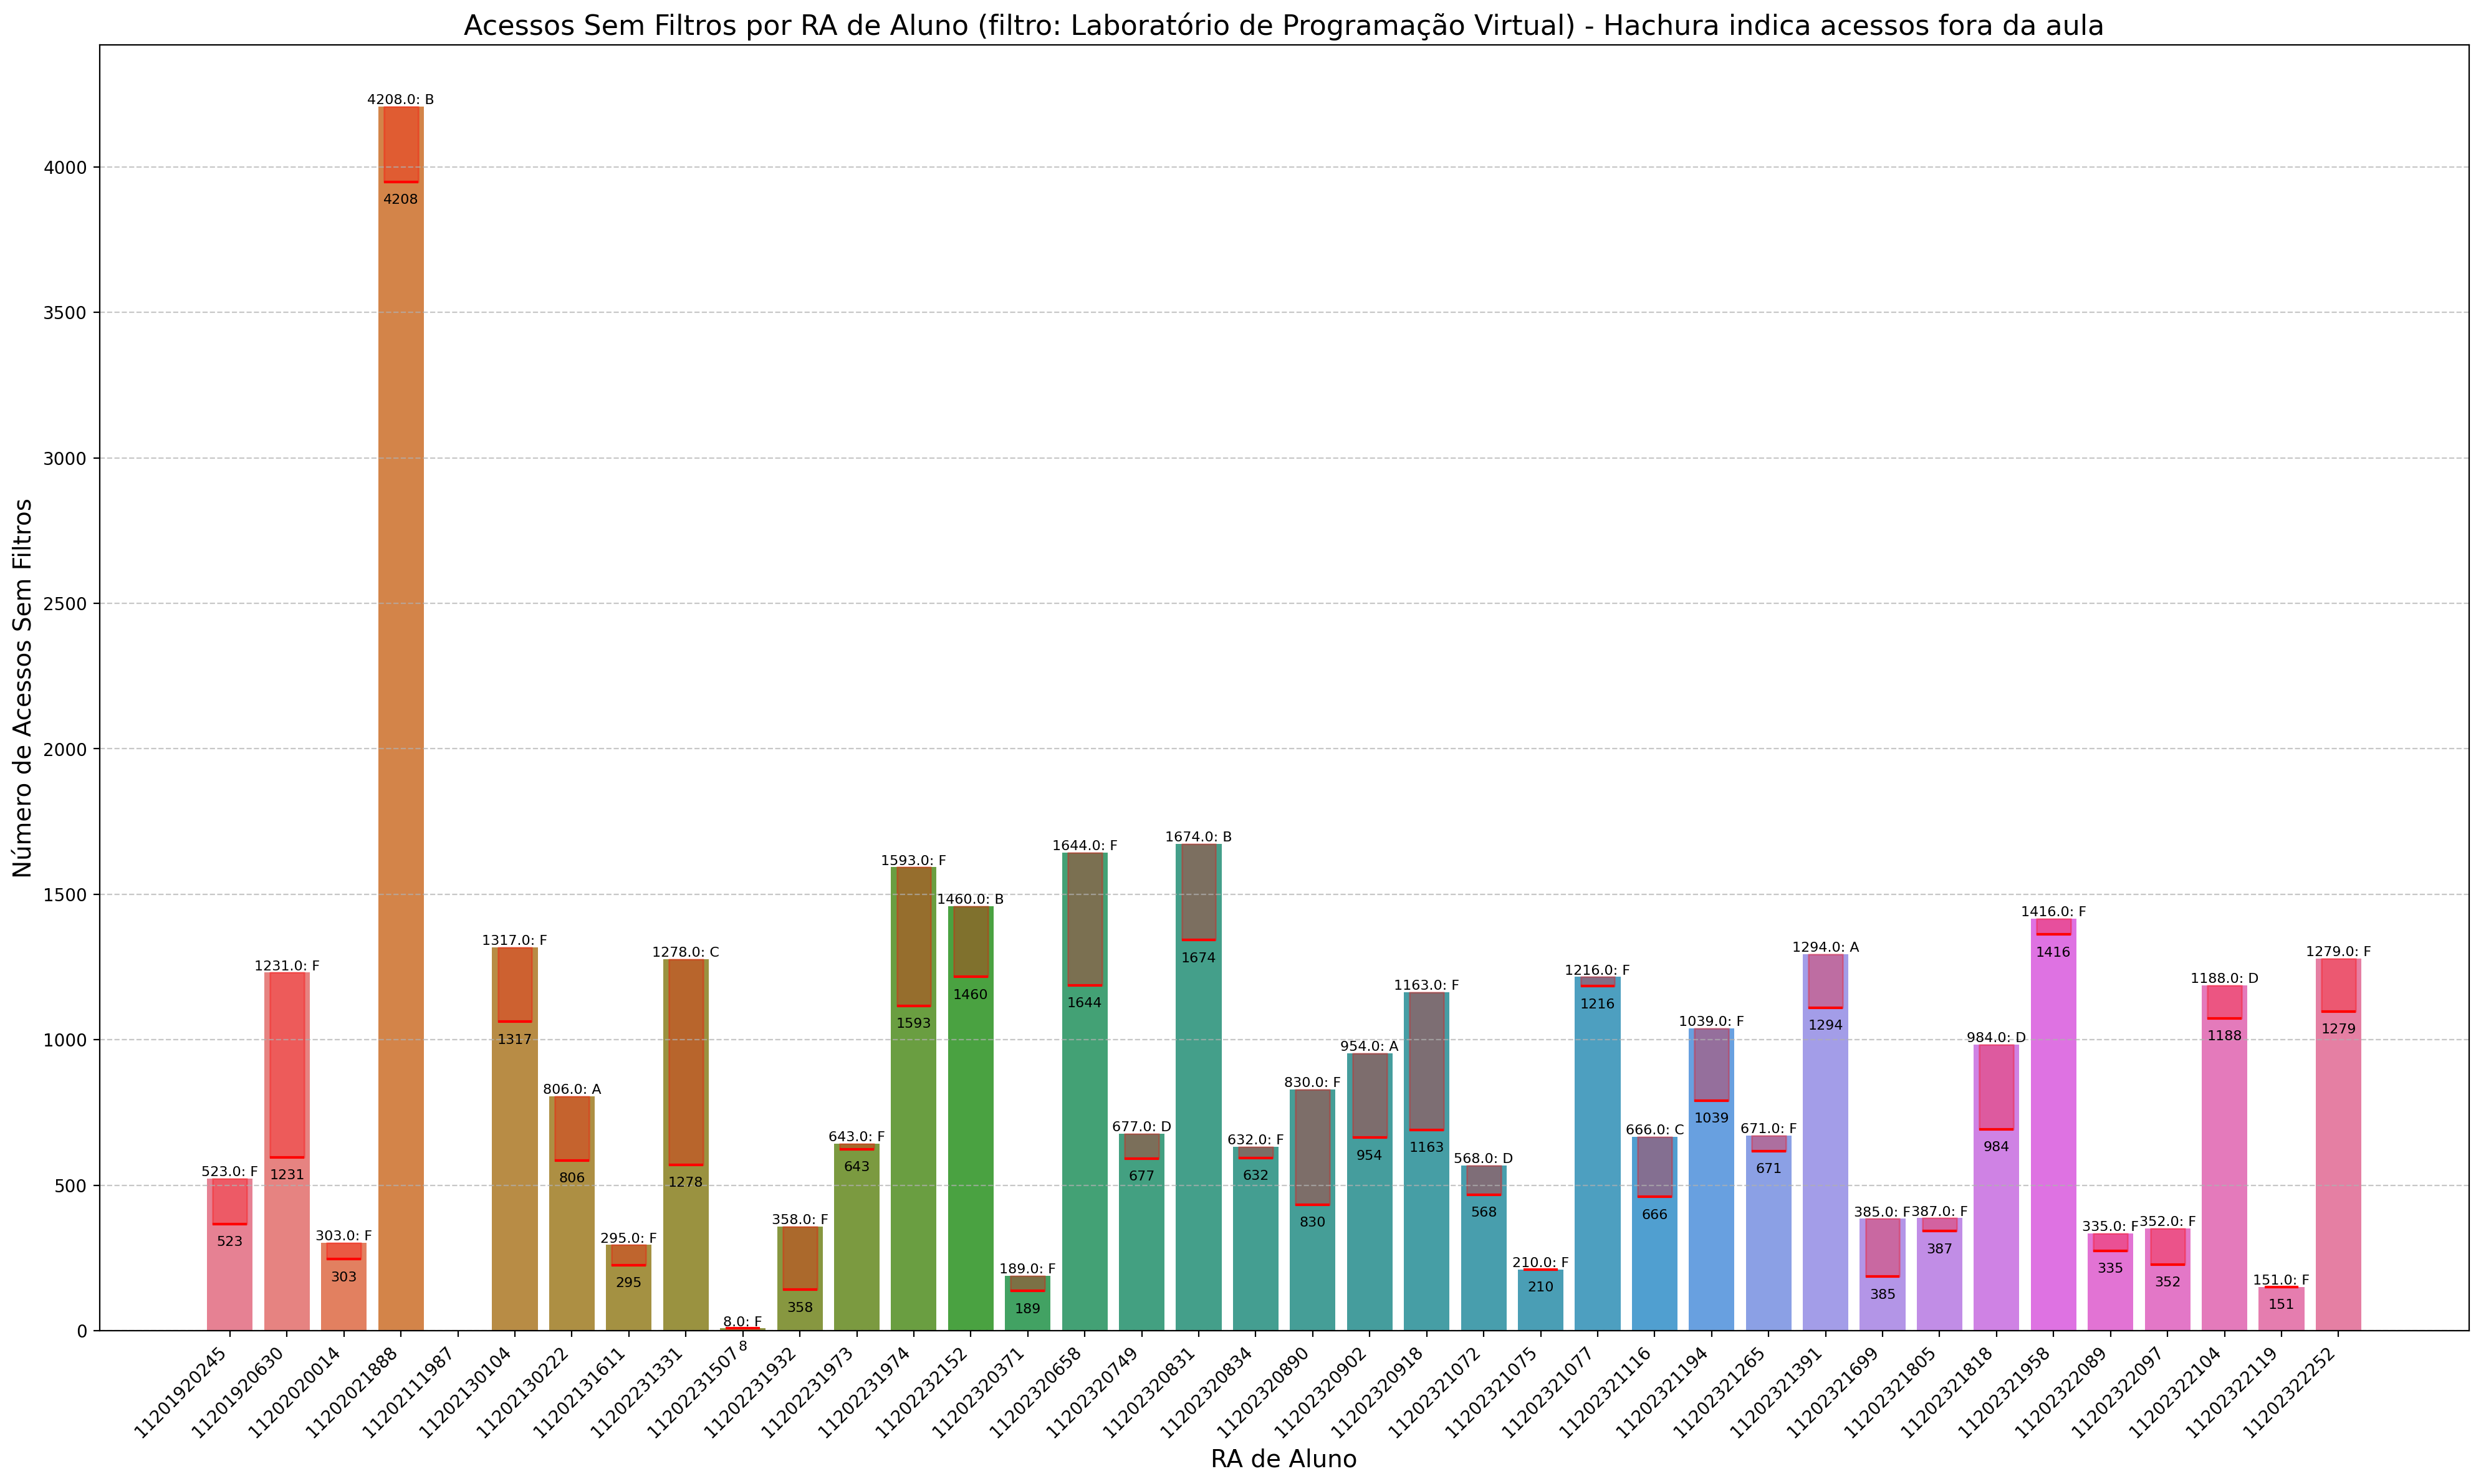 Acessos Sem Filtros por RA de Aluno (filtro: Laboratório de Programação Virtual) - Hachura indica acessos fora da aula
Número de Acessos Sem Filtros
4000
3500
3000
2500
2000
1500
1000
500
0
523.0: F
523
1231.0: F
1231
303.0: F
303
4208.0: B
4208
1317.0: F
1317
806.0: A
806
295.0: F
295
1278.0: C
1278
8.0: F
8
358.0: F
358
643.0: F
643
1593.0: F
1593
1460.0: B
1460
189.0: F
189
1644.0: F
1644
677.0: D
677
1674.0: B
1674
632.0: F
632
830.0: F
830
954.0: A
954
1163.0: F
1163
568.0: D
568
210.0: F
210
1216.0: F
1216
666.0: C
666
1039.0: F
1039
671.0: F
671
1294.0: A
1294
385.0: F
385
387.0: F
387
984.0: D
984
1416.0: F
1416
335.0: F
335
352.0: F
352
1188.0: D
1188
151.0: F
151
1279.0: F
1279
11201920245
11201920630
11202020014
11202021888
11202111987
11202130104
11202130222
11202131611
11202231331
11202231507
11202231932
11202231973
11202231974
11202232152
11202320371
11202320658
11202320749
11202320831
11202320834
11202320890
11202320902
11202320918
11202321072
11202321075
11202321077
11202321116
11202321194
11202321265
11202321391
11202321699
11202321805
11202321818
11202321958
11202322089
11202322097
11202322104
11202322119
11202322252
RA de Aluno